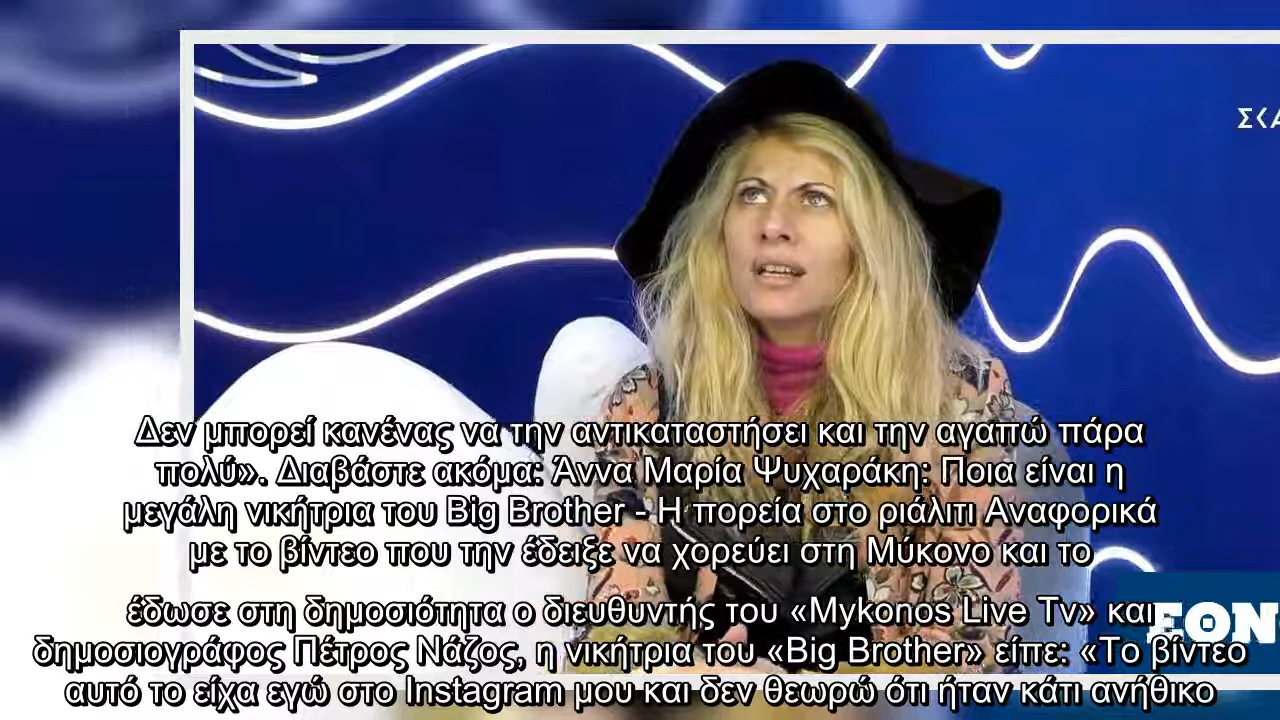 ΣΚΑ
Δεν μπορεί κανένας να την αντικαταστήσει και την αγαπώ πάρα
πολύ». Διαβάστε ακόμα: Άννα Μαρία Ψυχαράκη: Ποια είναι η
μεγάλη νικήτρια του Big Brother - Η πορεία στο ριάλιτι Αναφορικά
με το βίντεο που την έδειξε να χορεύει στη Μύκονο και το
έδωσε στη δημοσιότητα ο διευθυντής του «Mykonos Live Tv» και
δημοσιογράφος Πέτρος Νάζος, η νικήτρια του «Big Brother» είπε: «Το βίντεο
αυτό το είχα εγώ στο Instagram μου και δεν θεωρώ ότι ήταν κάτι ανήθικο